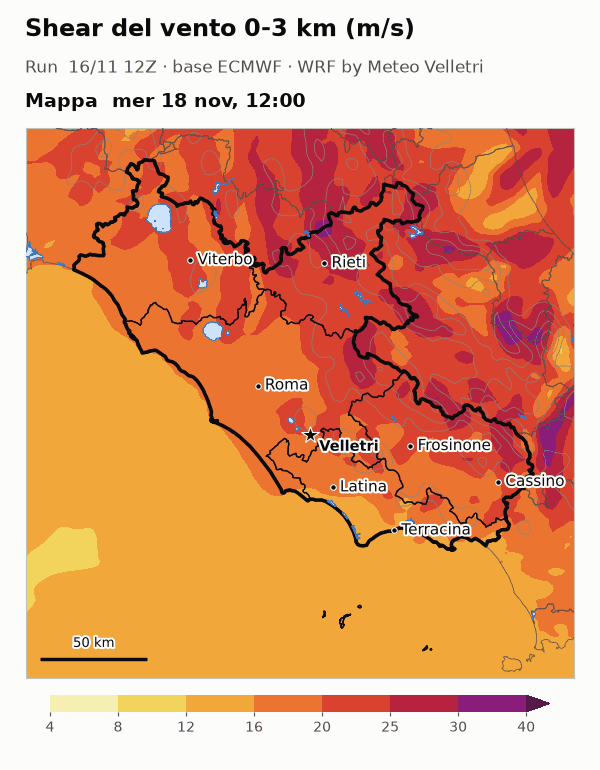 Shear del vento 0-3 km (m/s)
Run  16/11 12Z · base ECMWF · WRF by Meteo Velletri
Mappa  mer 18 nov, 12:00
Viterbo
Rieti
Roma
Velletri
Frosinone
Cassino
Latina
Terracina
50 km
4 8 12 16 20 25 30 40